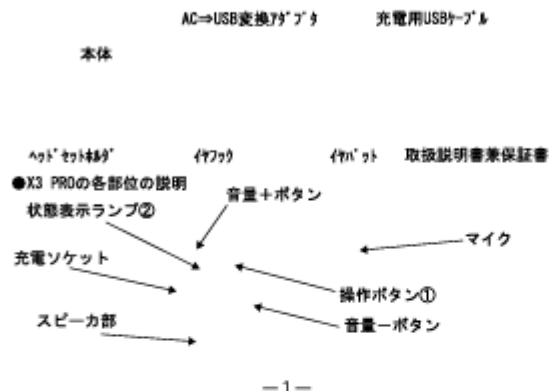 AC⇒USB変換ｱﾀﾞﾌﾟﾀ 充電用USBｹｰﾌﾞﾙ
本体
ﾍｯﾄﾞｾｯﾄﾎﾙﾀﾞ ｲﾔﾌｯｸ ｲﾔﾊﾟｯﾄ 取扱説明書兼保証書
●X3 PROの各部位の説明
音量＋ボタン
状態表示ランプ②
マイク
充電ソケット
操作ボタン①
スピーカ部
音量－ボタン
—1—